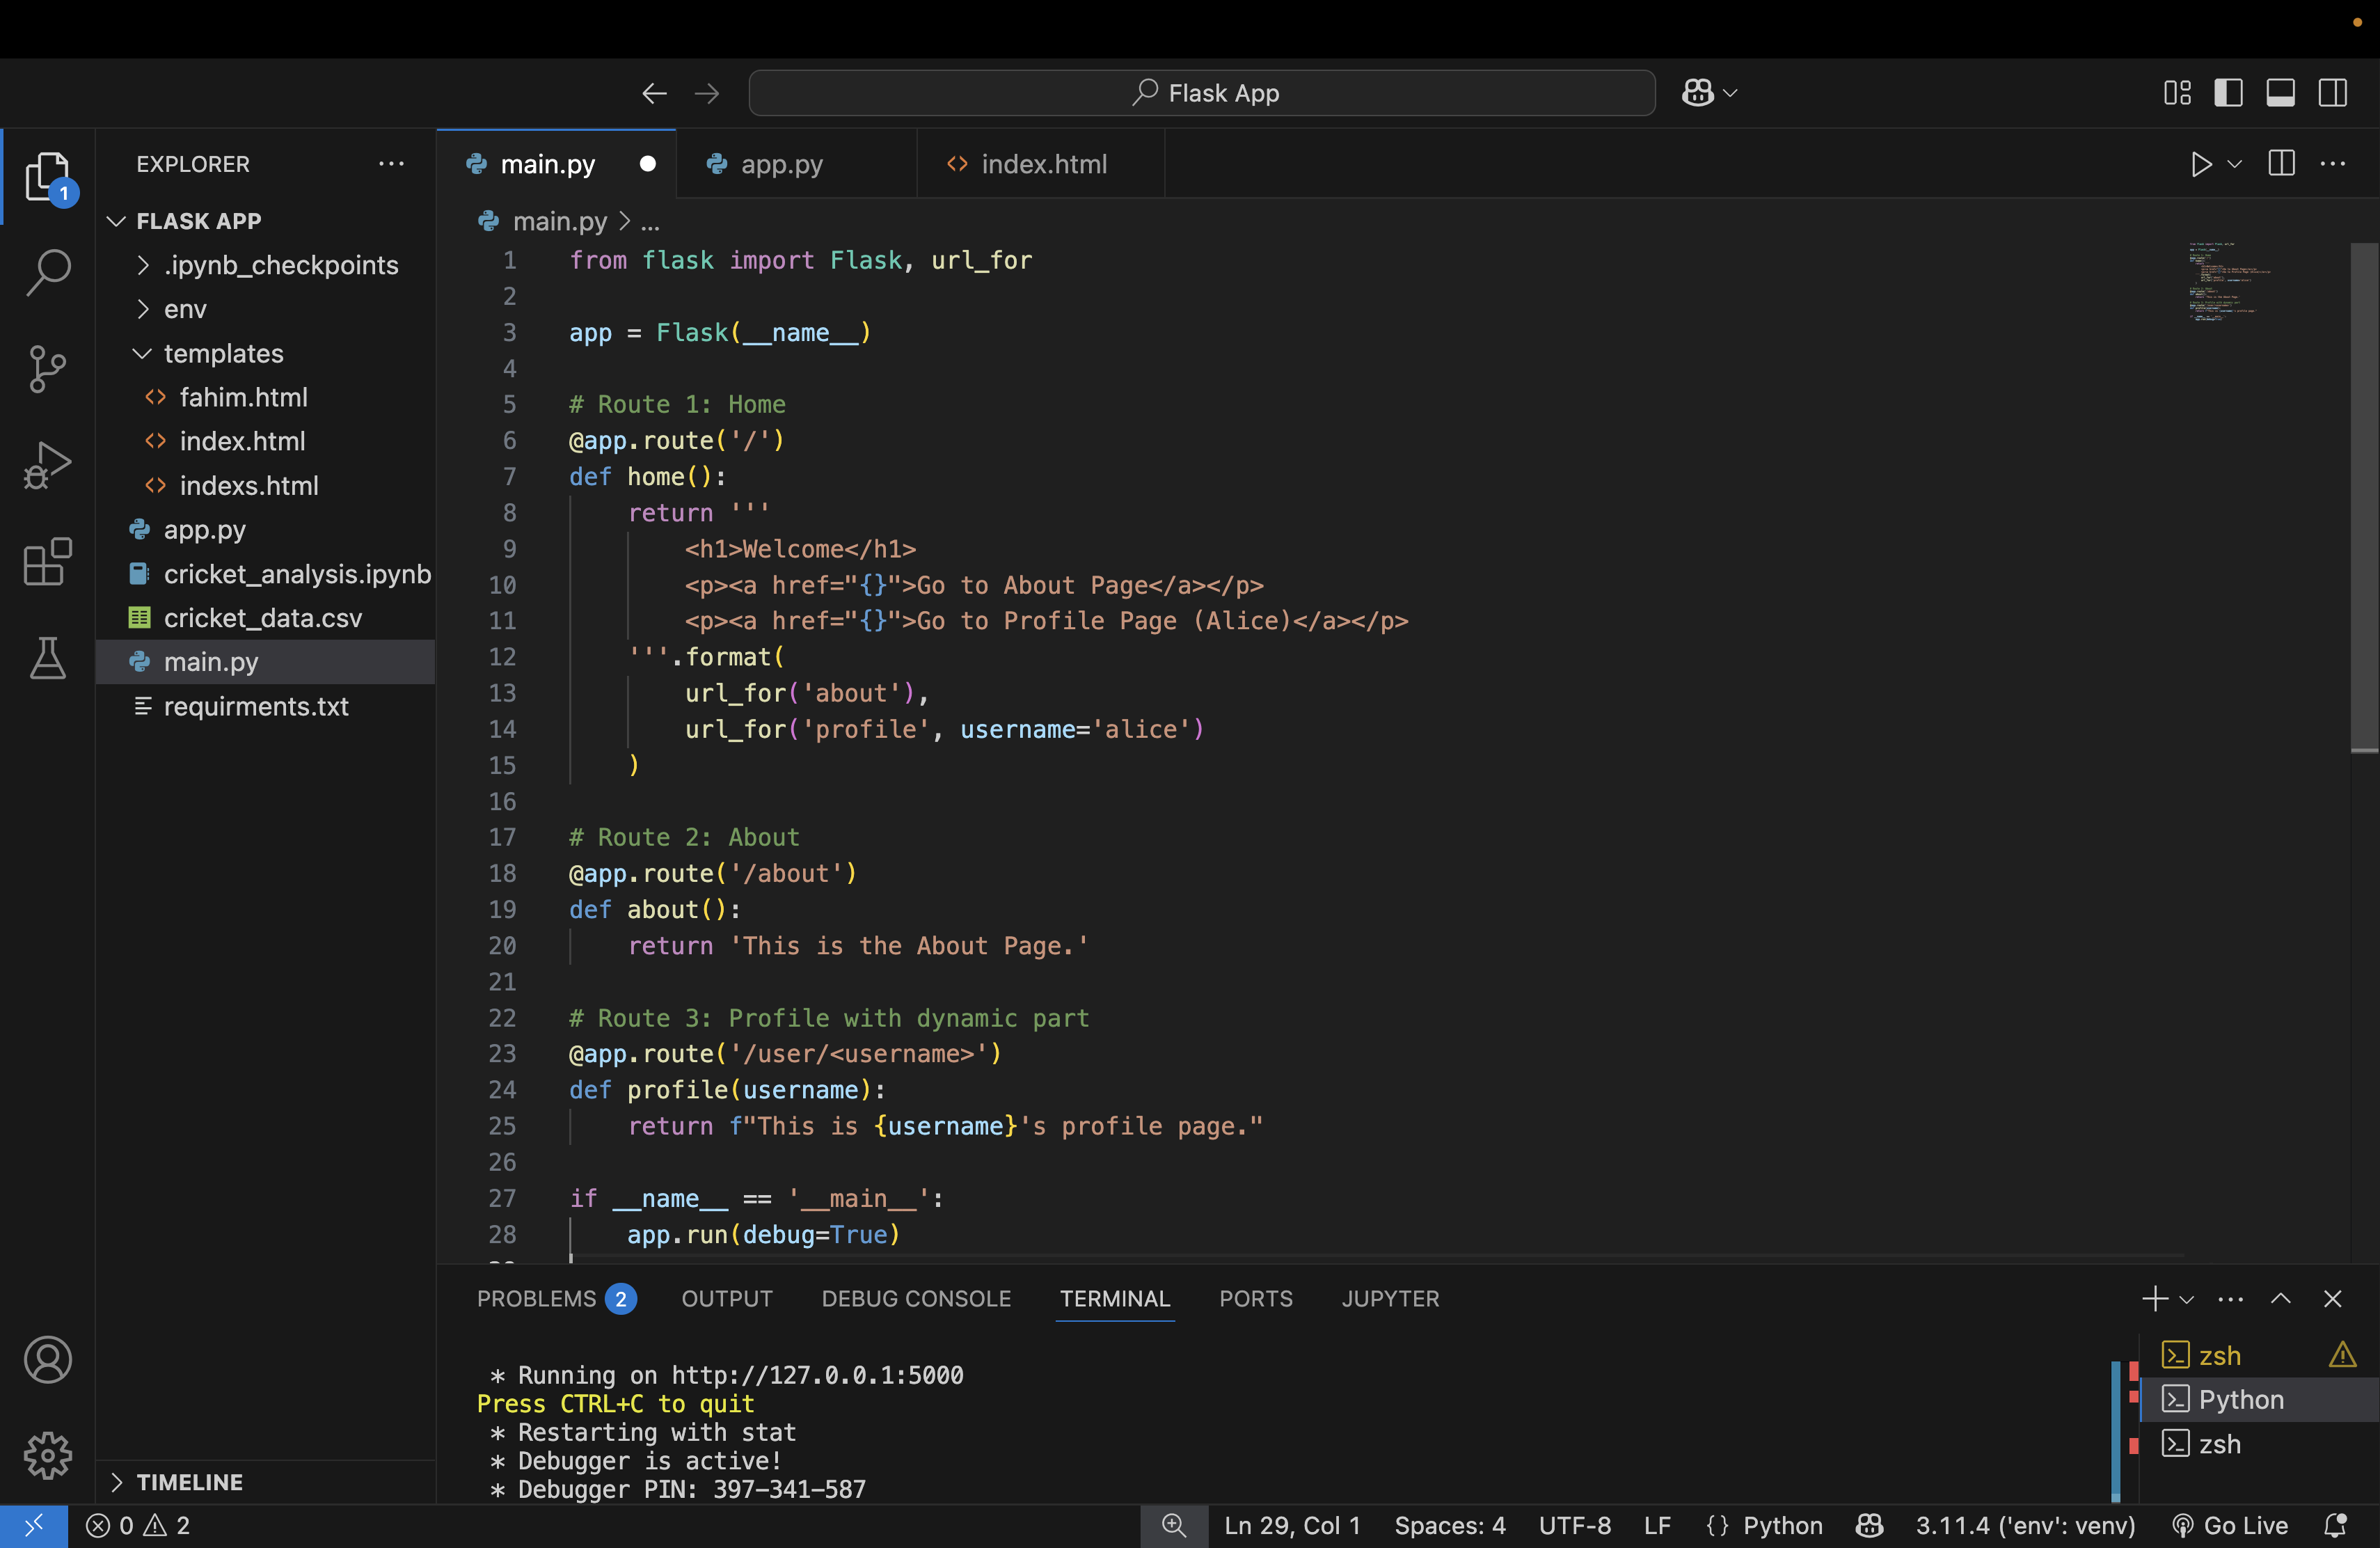 Flask App
EXPLORER
1
FLASK APP
.ipynb_checkpoints
env
templates
fahim.html
index.html
indexs.html
app.py
cricket_analysis.ipynb
cricket_data.csv
main.py
requirments.txt
TIMELINE
main.py
app.py
index.html
main.py > ...
1 from flask import Flask, url_for
2
3 app = Flask(__name__)
4
5 # Route 1: Home
6 @app.route('/')
7 def home():
8     return '''
9         <h1>Welcome</h1>
10         <p><a href="{}">Go to About Page</a></p>
11         <p><a href="{}">Go to Profile Page (Alice)</a></p>
12     '''.format(
13         url_for('about'),
14         url_for('profile', username='alice')
15     )
16
17 # Route 2: About
18 @app.route('/about')
19 def about():
20     return 'This is the About Page.'
21
22 # Route 3: Profile with dynamic part
23 @app.route('/user/<username>')
24 def profile(username):
25     return f"This is {username}'s profile page."
26
27 if __name__ == '__main__':
28     app.run(debug=True)
PROBLEMS 2 OUTPUT DEBUG CONSOLE TERMINAL PORTS JUPYTER
* Running on http://127.0.0.1:5000
Press CTRL+C to quit
* Restarting with stat
* Debugger is active!
* Debugger PIN: 397-341-587
zsh
Python
zsh
0 2 Ln 29, Col 1 Spaces: 4 UTF-8 LF {} Python 3.11.4 ('env': venv) Go Live